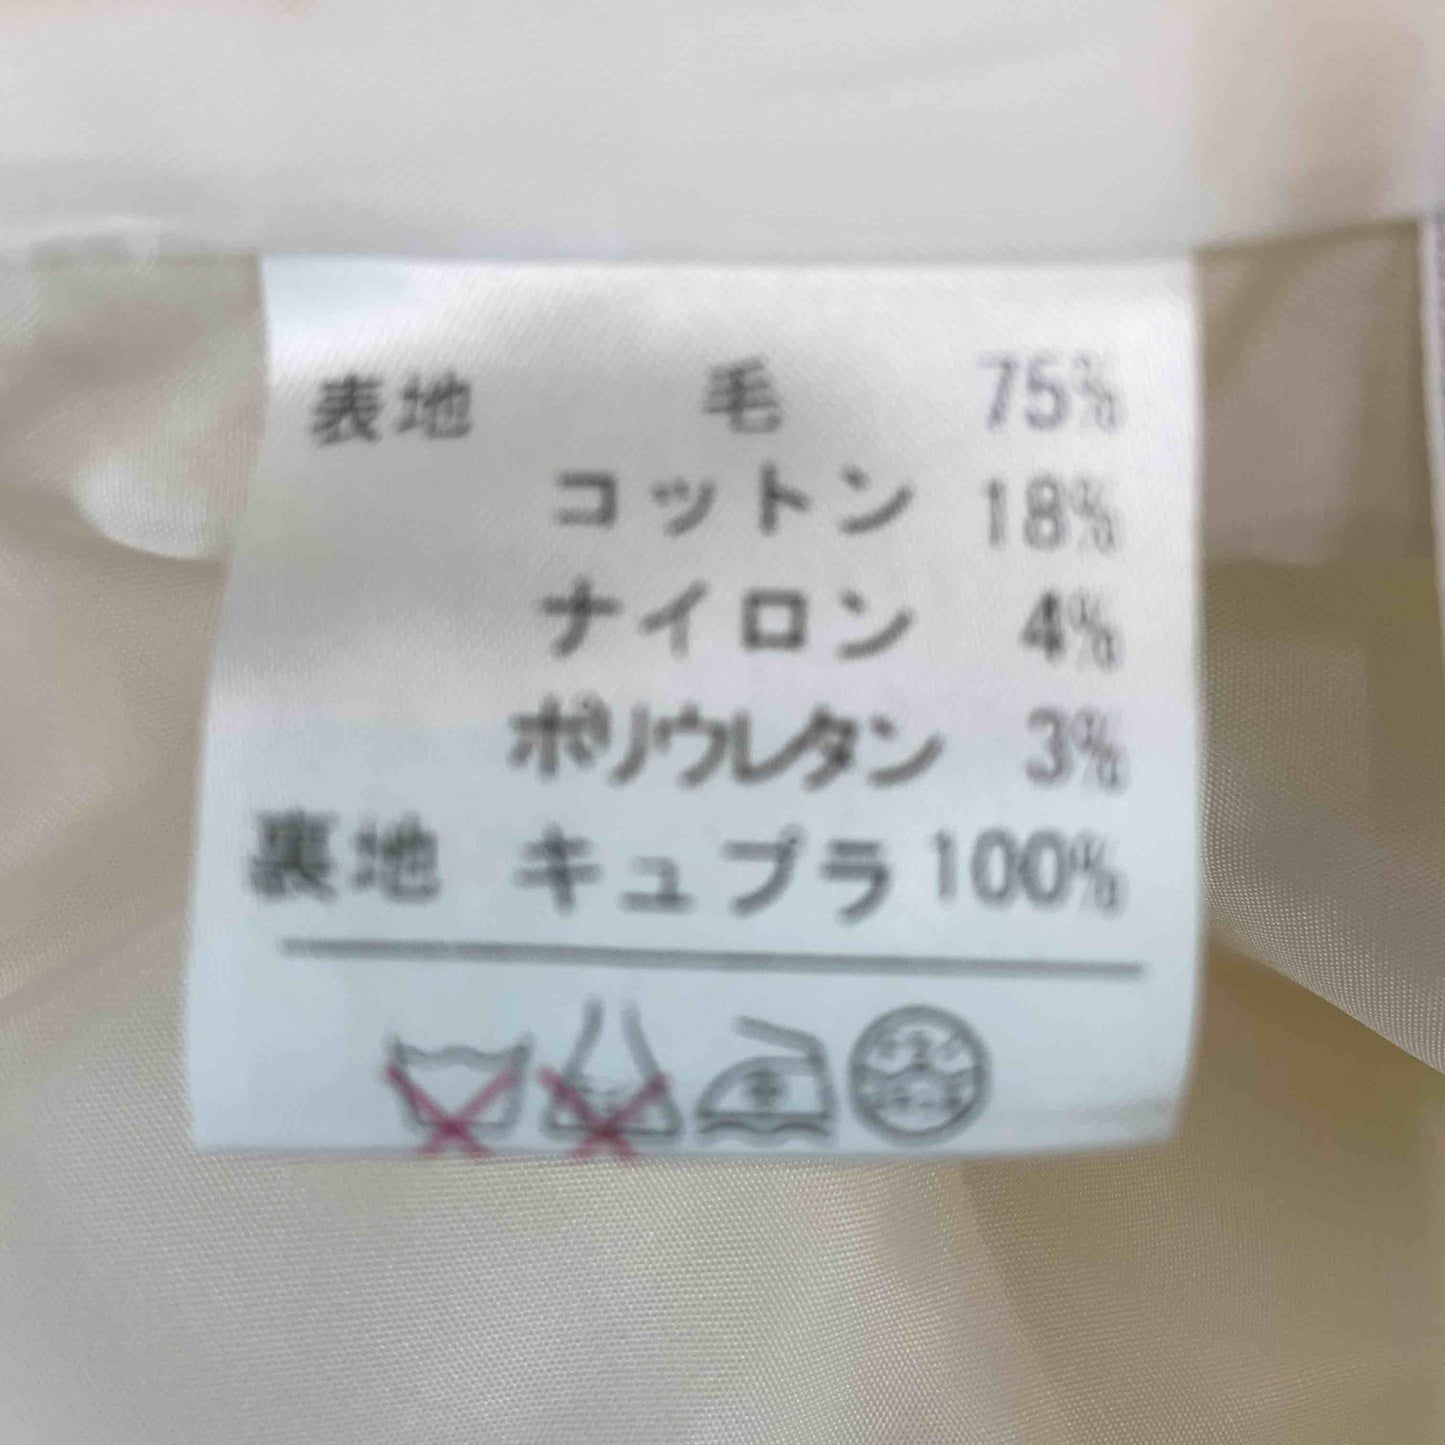 表地 毛 75%
コットン 18%
ナイロン 4%
ポリウレタン 3%
裏地 キュプラ 100%